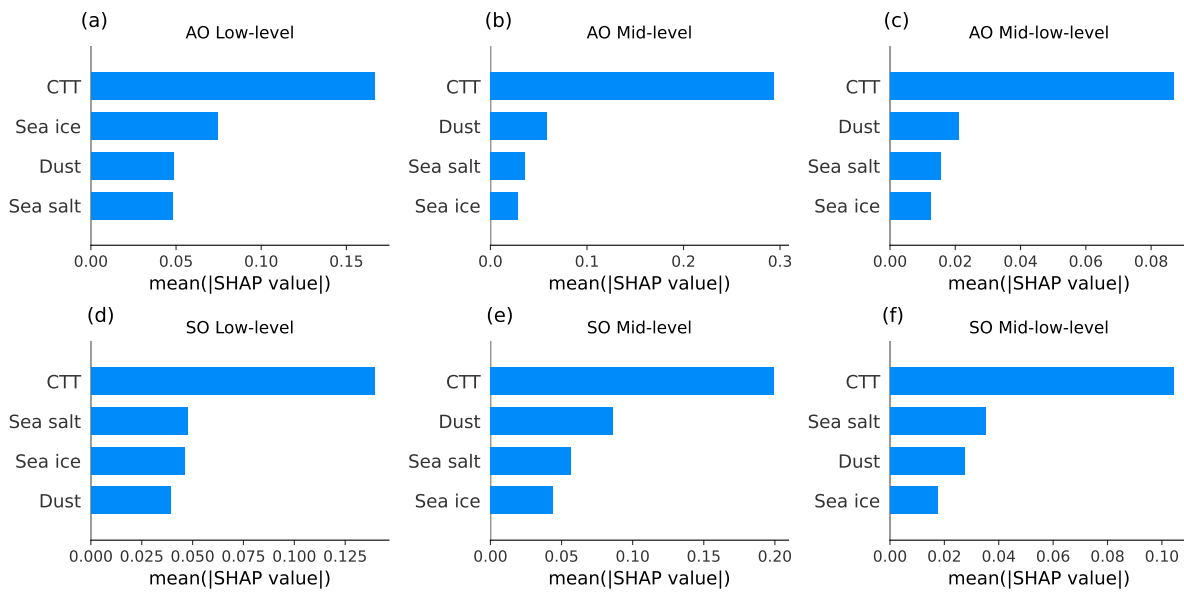 (a)
AO Low-level
CTT
Sea ice
Dust
Sea salt
0.00 0.05 0.10 0.15
mean(|SHAP value|)
(b)
AO Mid-level
CTT
Dust
Sea salt
Sea ice
0.0 0.1 0.2 0.3
mean(|SHAP value|)
(c)
AO Mid-low-level
CTT
Dust
Sea salt
Sea ice
0.00 0.02 0.04 0.06 0.08
mean(|SHAP value|)
(d)
SO Low-level
CTT
Sea salt
Sea ice
Dust
0.000 0.025 0.050 0.075 0.100 0.125
mean(|SHAP value|)
(e)
SO Mid-level
CTT
Dust
Sea salt
Sea ice
0.00 0.05 0.10 0.15 0.20
mean(|SHAP value|)
(f)
SO Mid-low-level
CTT
Sea salt
Dust
Sea ice
0.00 0.02 0.04 0.06 0.08 0.10
mean(|SHAP value|)